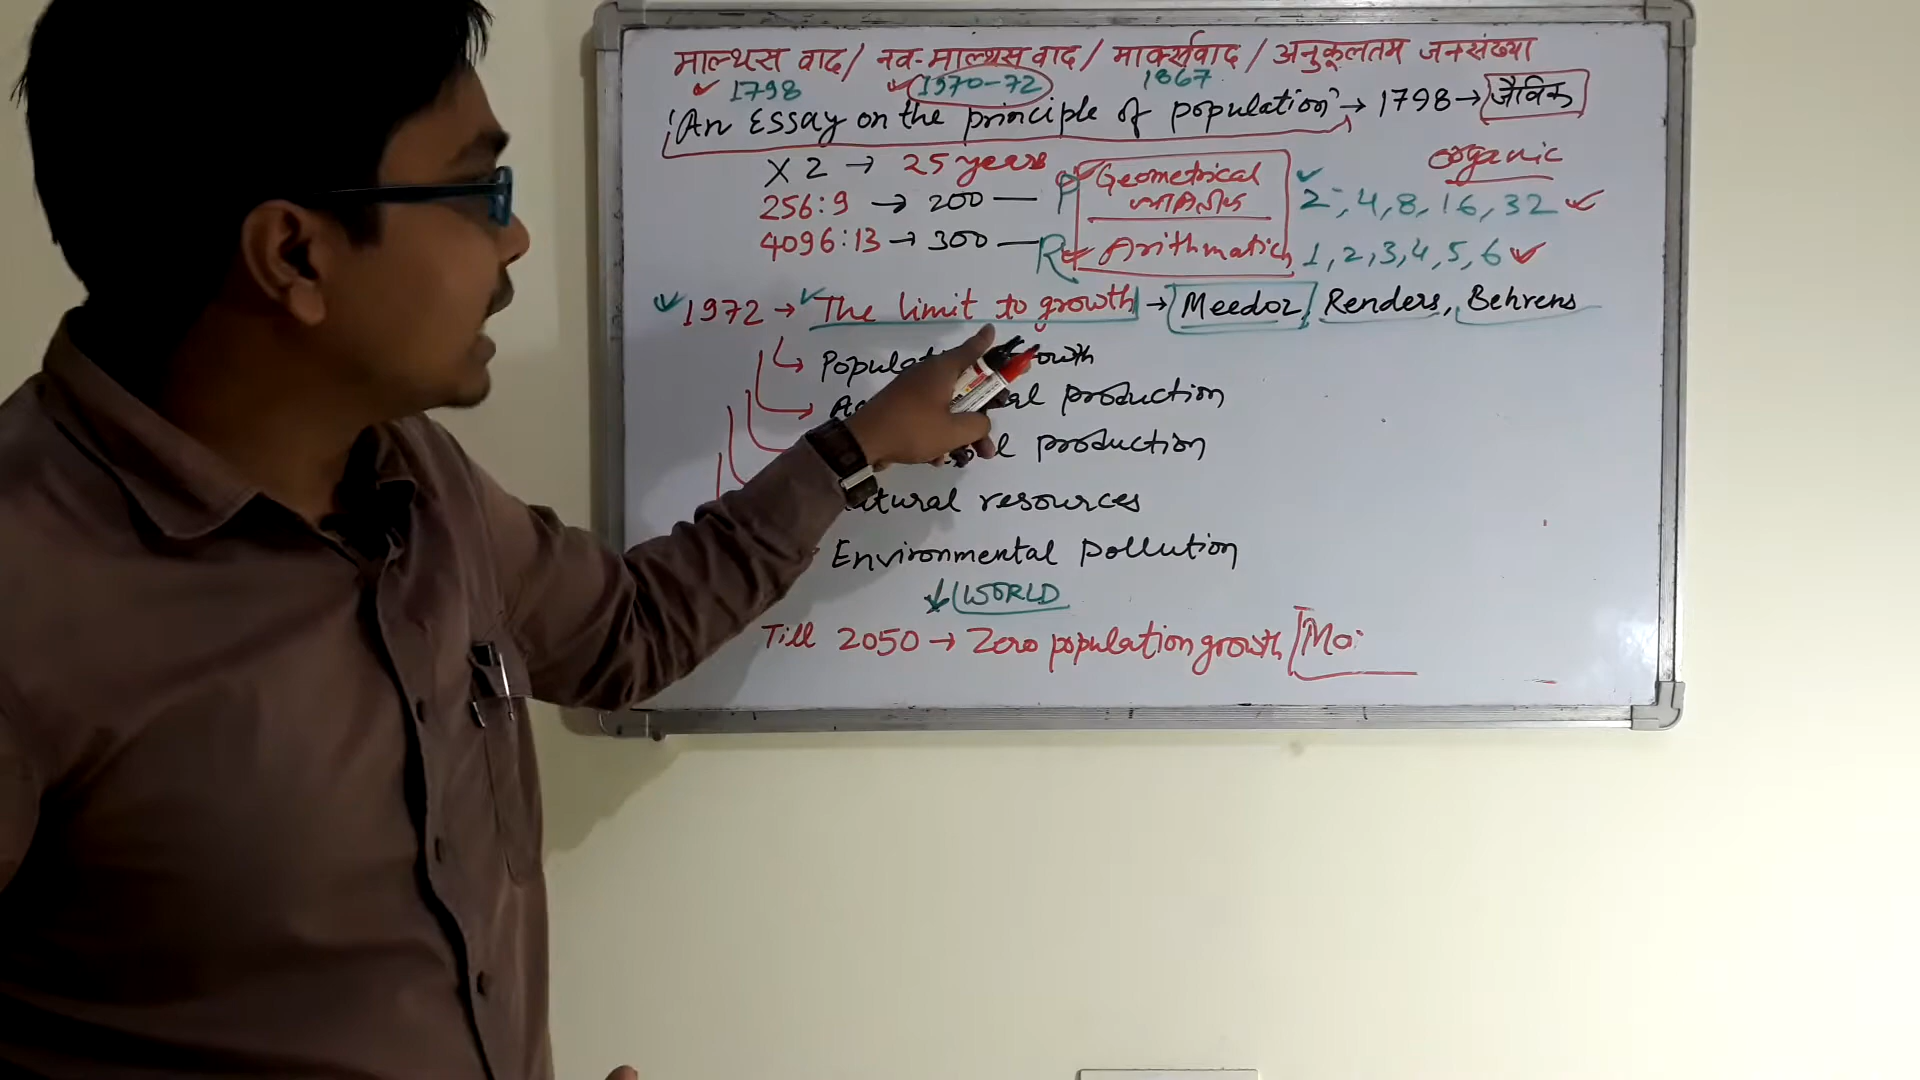 माल्थस वाद / नव-माल्थस वाद / मार्क्सवाद / अनुकूलतम जनसंख्या
1798 1970-72 1867
'An Essay on the principle of population' → 1798 → जैविक
X 2 → 25 years Geometrical organic
256:9 → 200 — P 2, 4, 8, 16, 32
4096:13 → 300 — R Arithmatic 1, 2, 3, 4, 5, 6
1972 → The limit to growth → Meedoz, Renders, Behrens
production
production
resources
Environmental pollution
↓ WORLD
Till 2050 → Zero population growth